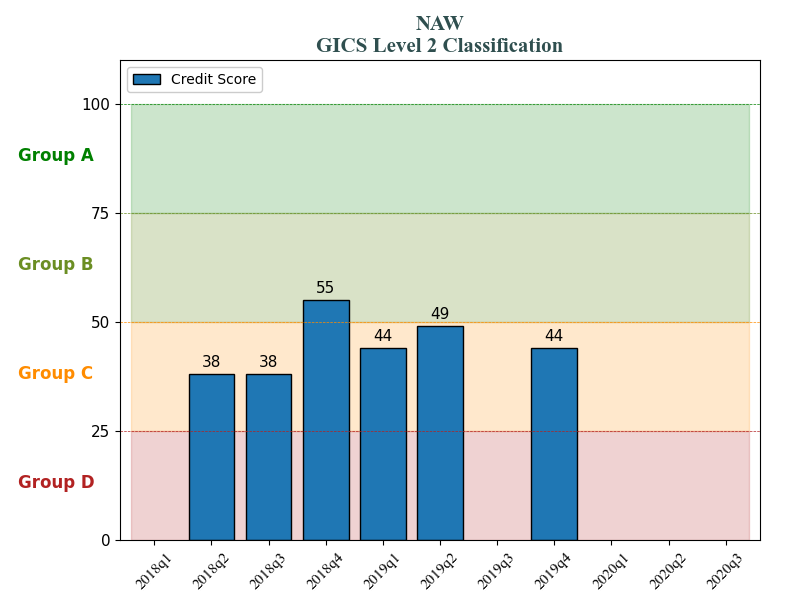 NAW
GICS Level 2 Classification
Credit Score
100
Group A
75
Group B
55
50
49
44
44
38
38
Group C
25
Group D
0
2018q1
2018q2
2018q3
2018q4
2019q1
2019q2
2019q3
2019q4
2020q1
2020q2
2020q3